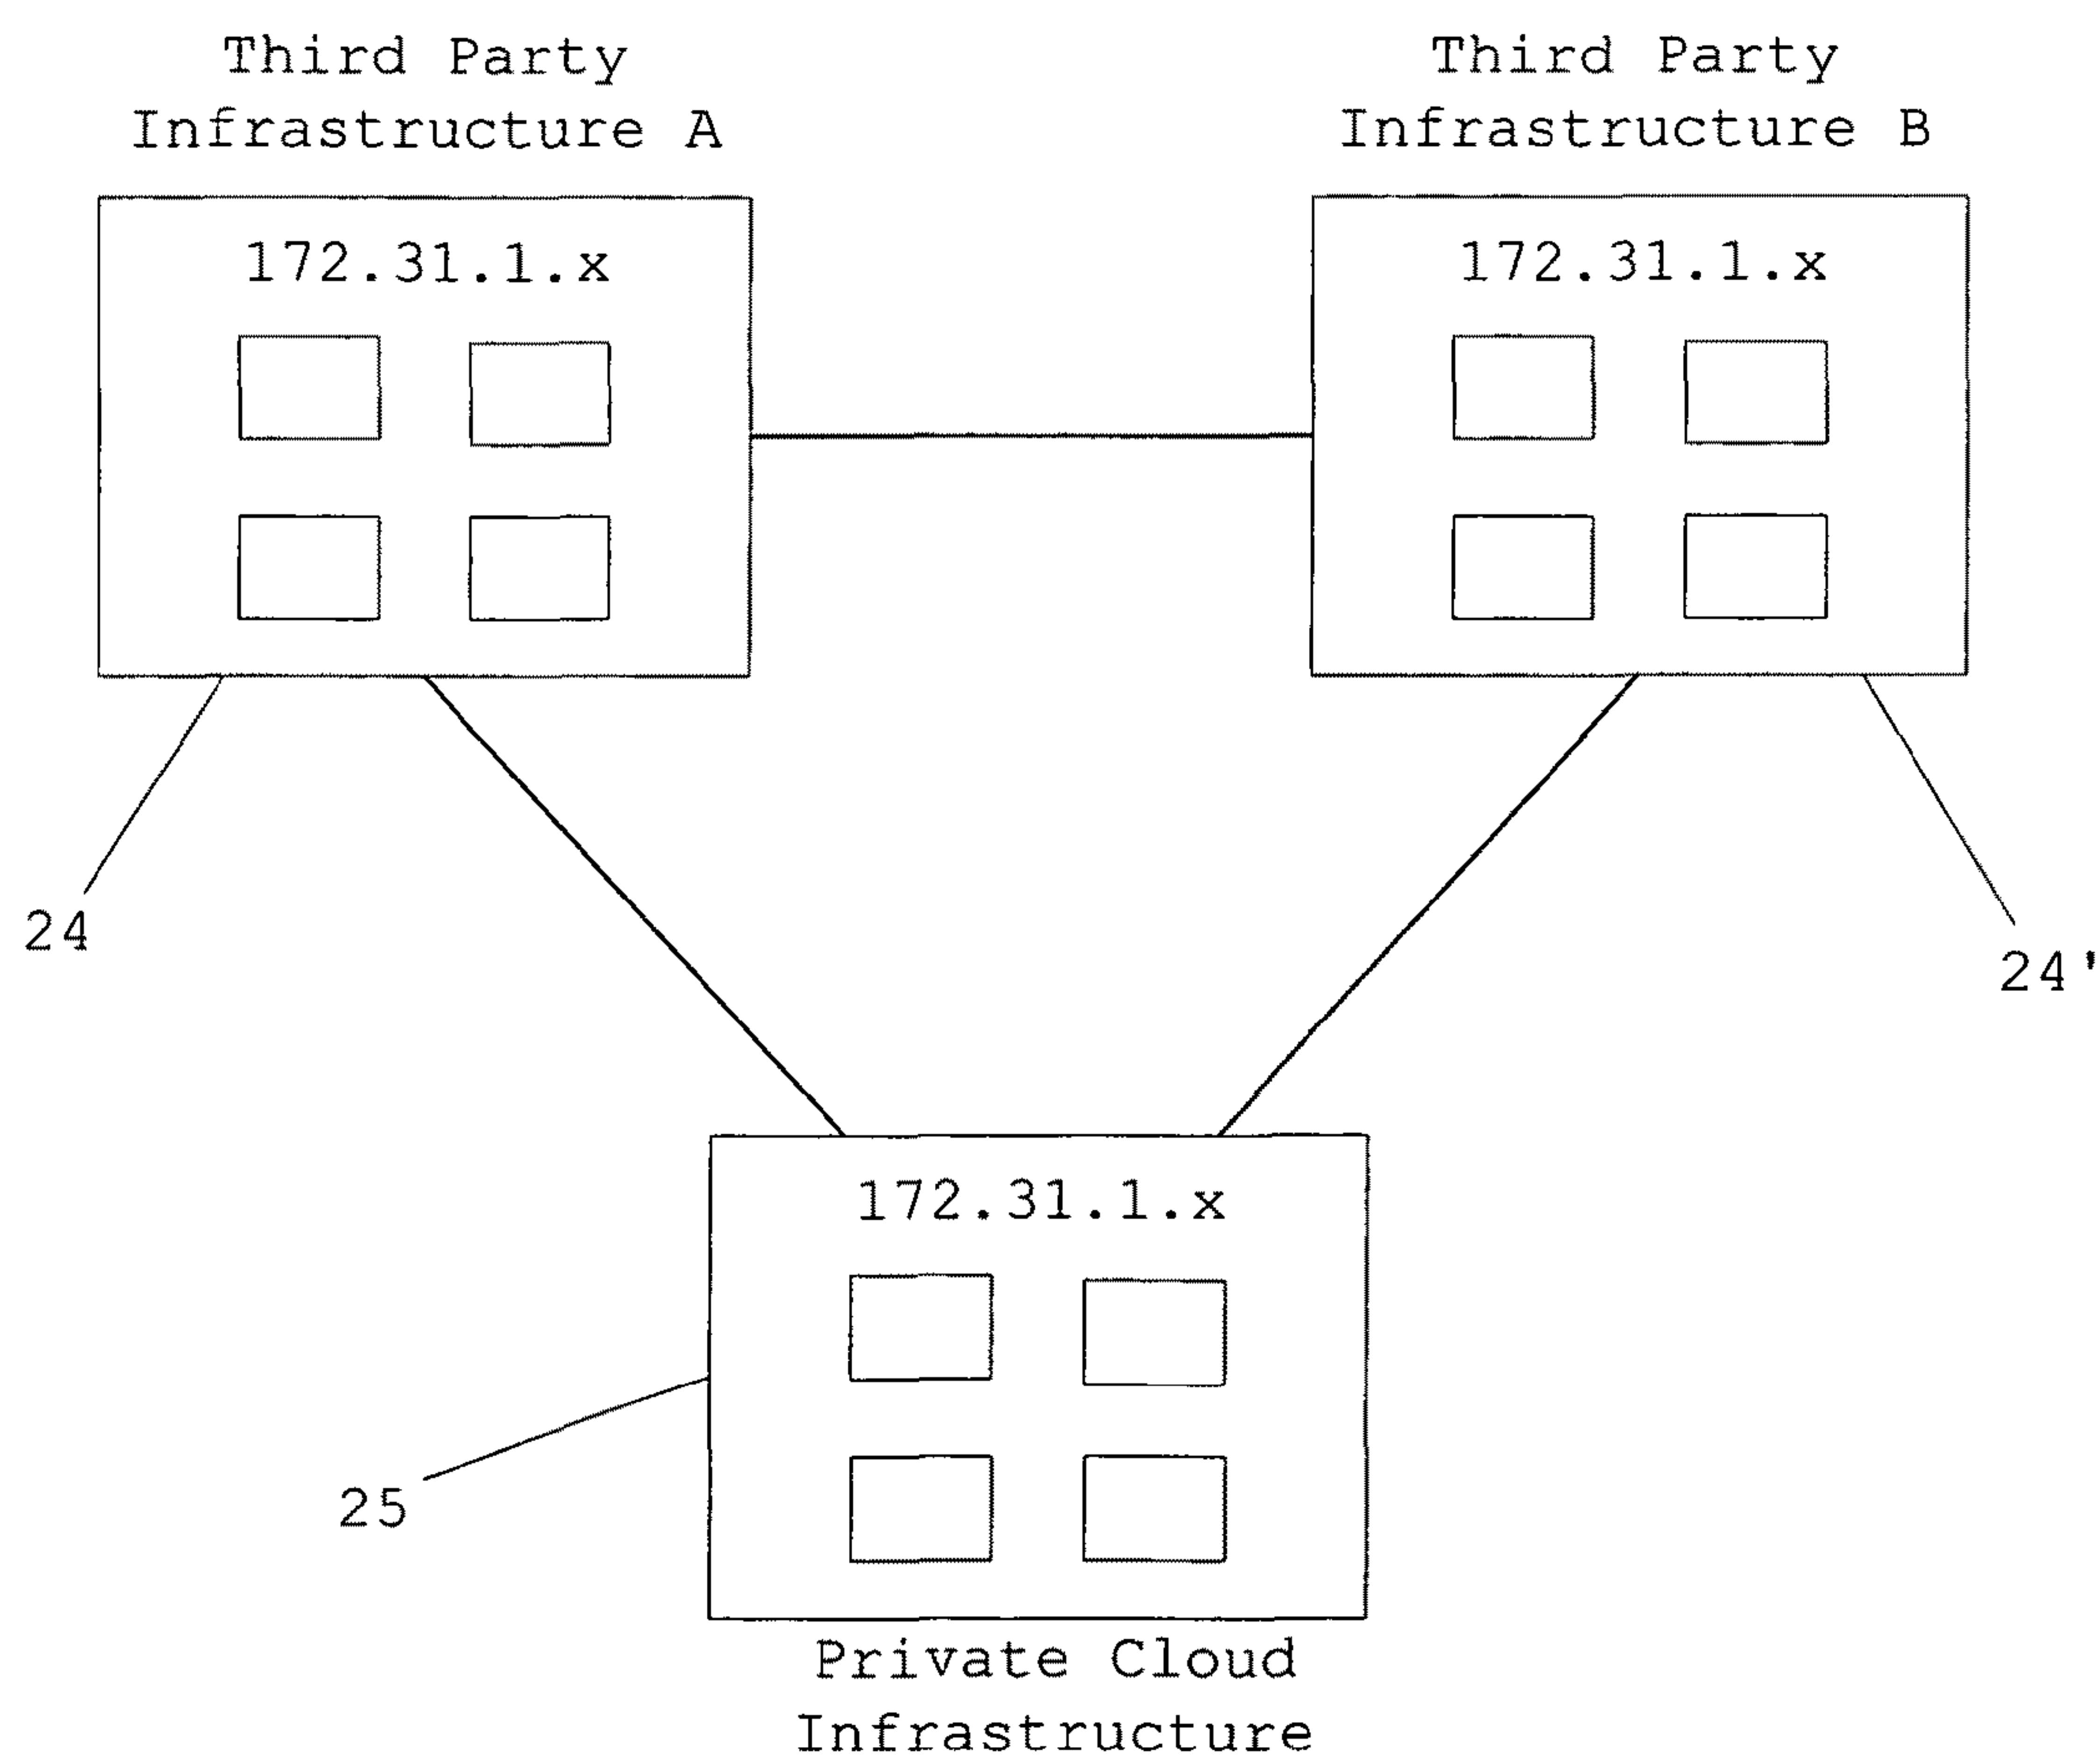 Third Party
Infrastructure A
Third Party
Infrastructure B
172.31.1.x
172.31.1.x
24
24'
172.31.1.x
25
Private Cloud
Infrastructure